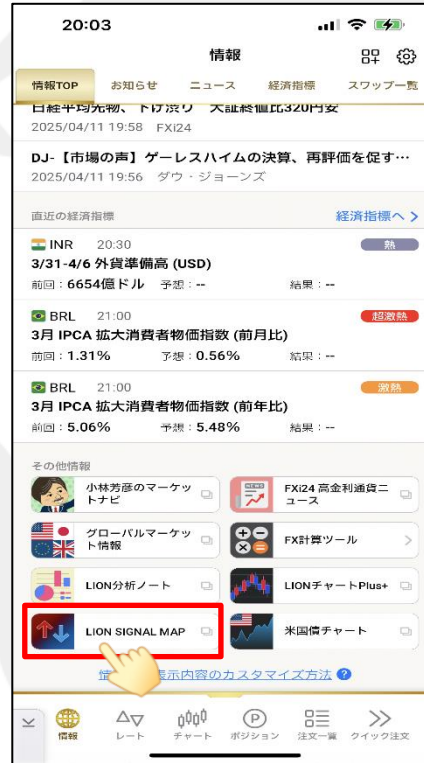 20:03
情報
情報TOP お知らせ ニュース 経済指標 スワップ一覧
日経平均先物、下げ渋り 大証終値比320円安
2025/04/11 19:58 FXi24
DJ-【市場の声】ゲーレスハイムの決算、再評価を促す…
2025/04/11 19:56 ダウ・ジョーンズ
直近の経済指標 経済指標へ >
INR 20:30 熱
3/31-4/6 外貨準備高 (USD)
前回：6654億ドル 予想：-- 結果：--
BRL 21:00 超激熱
3月 IPCA 拡大消費者物価指数 (前月比)
前回：1.31% 予想：0.56% 結果：--
BRL 21:00 激熱
3月 IPCA 拡大消費者物価指数 (前年比)
前回：5.06% 予想：5.48% 結果：--
その他情報
小林芳彦のマーケットナビ
NEWS
FXi24 高金利通貨ニュース
グローバルマーケット情報
FX計算ツール
LION分析ノート
LIONチャートPlus+
LION SIGNAL MAP
米国債チャート
表示内容のカスタマイズ方法 ?
P
情報 レート チャート ポジション 注文一覧 クイック注文